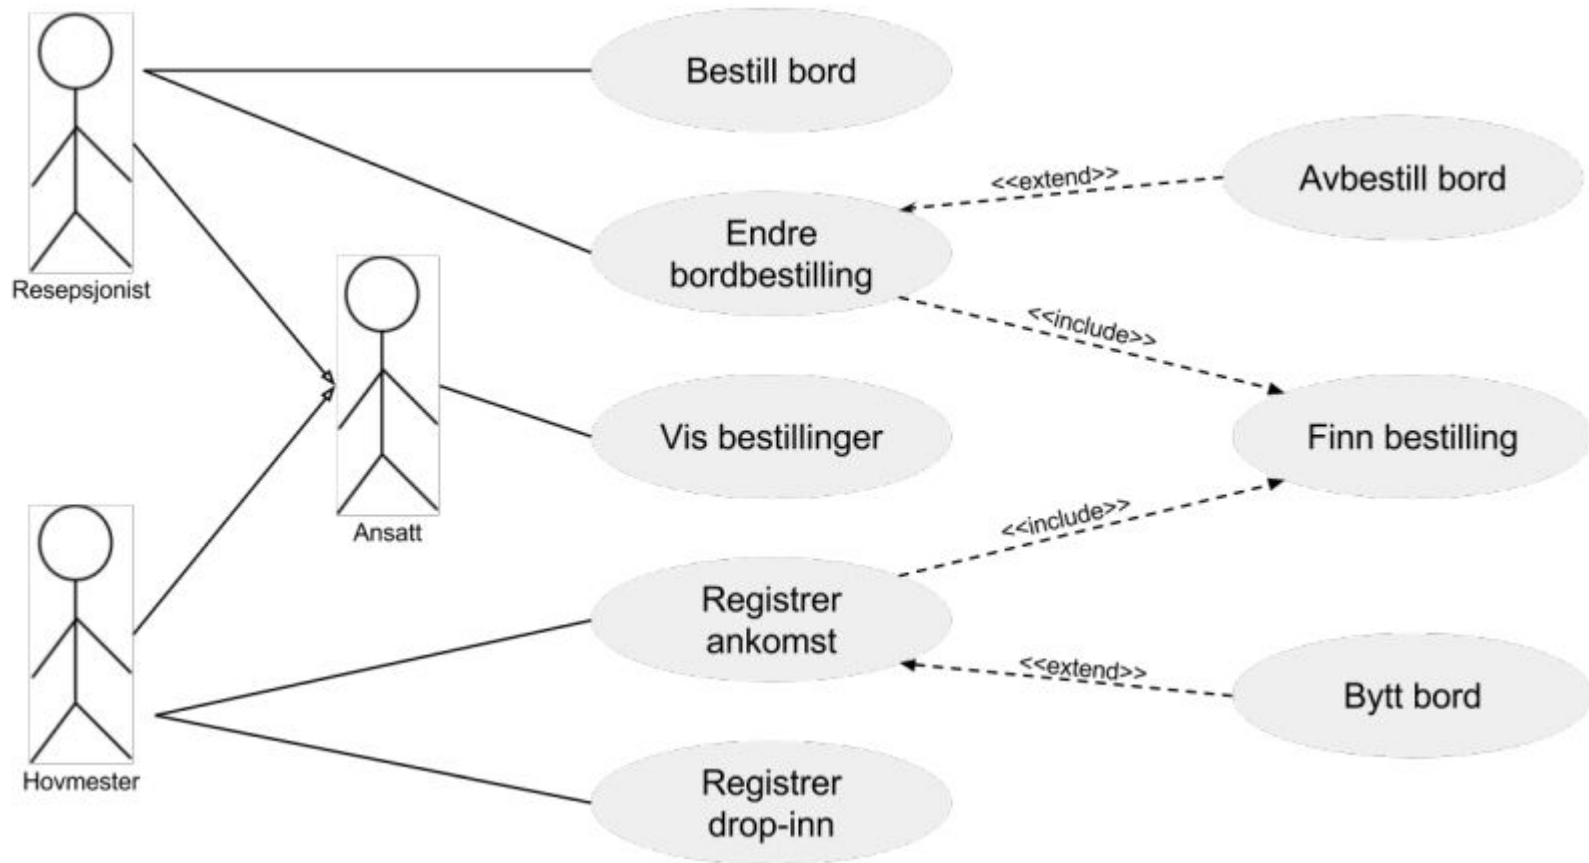 Bestill bord
Avbestill bord
<<extend>>
Endre
bordbestilling
Resepsjonist
<<include>>
Vis bestillinger
Finn bestilling
Ansatt
<<include>>
Registrer
ankomst
<<extend>>
Bytt bord
Hovmester
Registrer
drop-inn